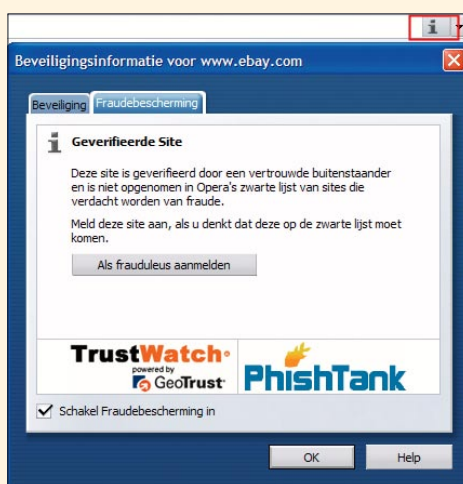 i
Beveiligingsinformatie voor www.ebay.com
Beveiliging Fraudebescherming
i Geverifieerde Site
Deze site is geverifieerd door een vertrouwde buitenstaander
en is niet opgenomen in Opera's zwarte lijst van sites die
verdacht worden van fraude.
Meld deze site aan, als u denkt dat deze op de zwarte lijst moet
komen.
Als frauduleus aanmelden
TrustWatch
powered by
GeoTrust
PhishTank
Schakel Fraudebescherming in
OK Help